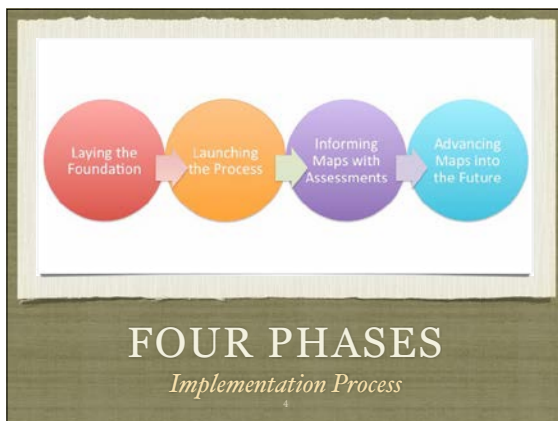 Laying the
Foundation
Launching
the Process
Informing
Maps with
Assessments
Advancing
Maps into
the Future
FOUR PHASES
Implementation Process
4